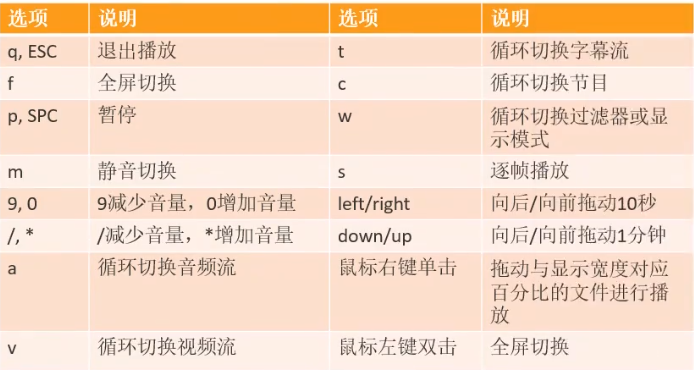 选项 说明 选项 说明
q, ESC 退出播放 t 循环切换字幕流
f 全屏切换 c 循环切换节目
p, SPC 暂停 w 循环切换过滤器或显
示模式
m 静音切换 s 逐帧播放
9, 0 9减少音量，0增加音量 left/right 向后/向前拖动10秒
/, * /减少音量，*增加音量 down/up 向后/向前拖动1分钟
a 循环切换音频流 鼠标右键单击 拖动与显示宽度对应
百分比的文件进行播
放
v 循环切换视频流 鼠标左键双击 全屏切换